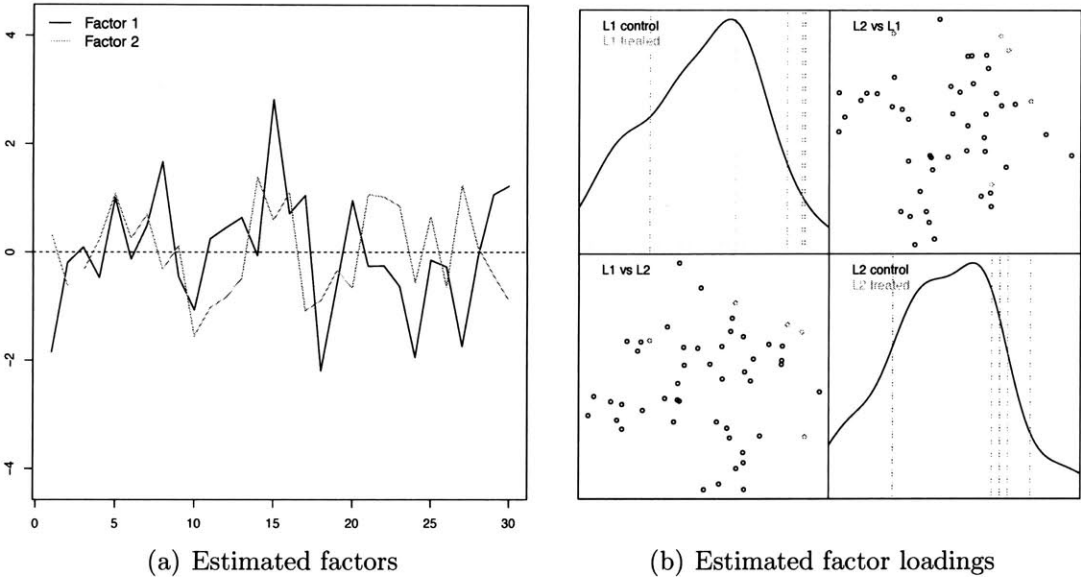 Factor 1
Factor 2
4
2
0
-2
-4
0
5
10
15
20
25
30
(a) Estimated factors
L1 control
L1 treated
L2 vs L1
L1 vs L2
L2 control
L2 treated
(b) Estimated factor loadings